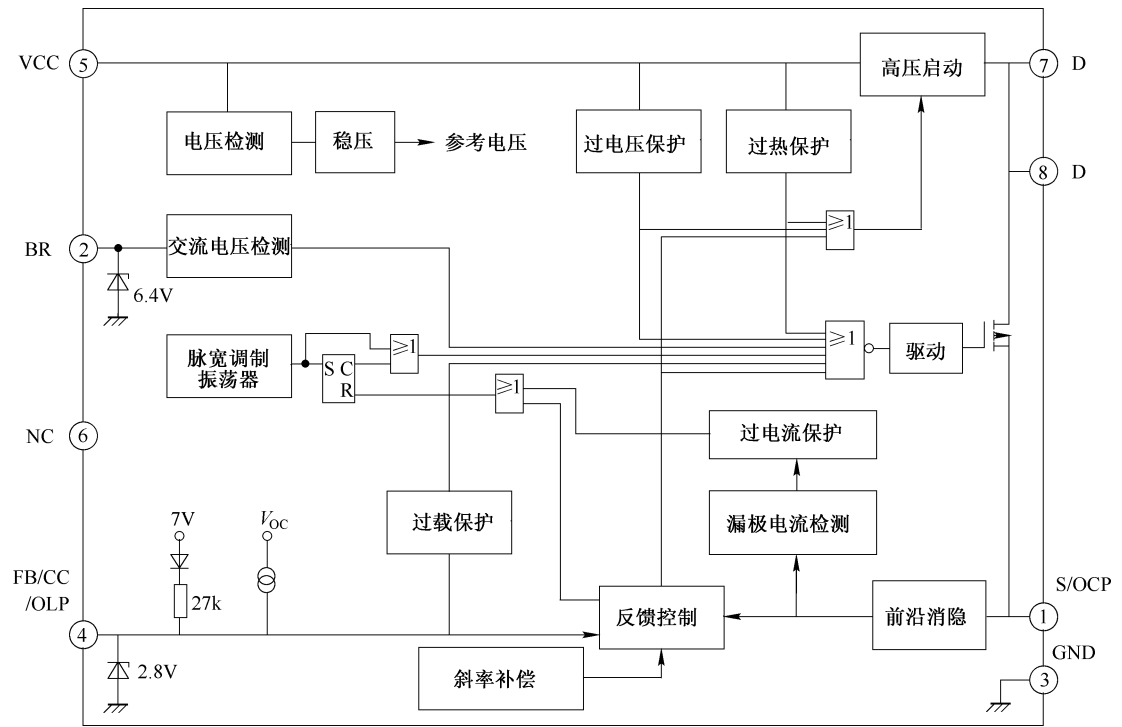 VCC
5
高压启动
7
D
电压检测
稳压
参考电压
过电压保护
过热保护
8
D
≥1
BR
2
交流电压检测
6.4V
脉宽调制
振荡器
S C
R
≥1
≥1
驱动
≥1
NC
6
过电流保护
漏极电流检测
过载保护
7V
VOC
27k
FB/CC
/OLP
4
2.8V
反馈控制
前沿消隐
S/OCP
1
斜率补偿
GND
3